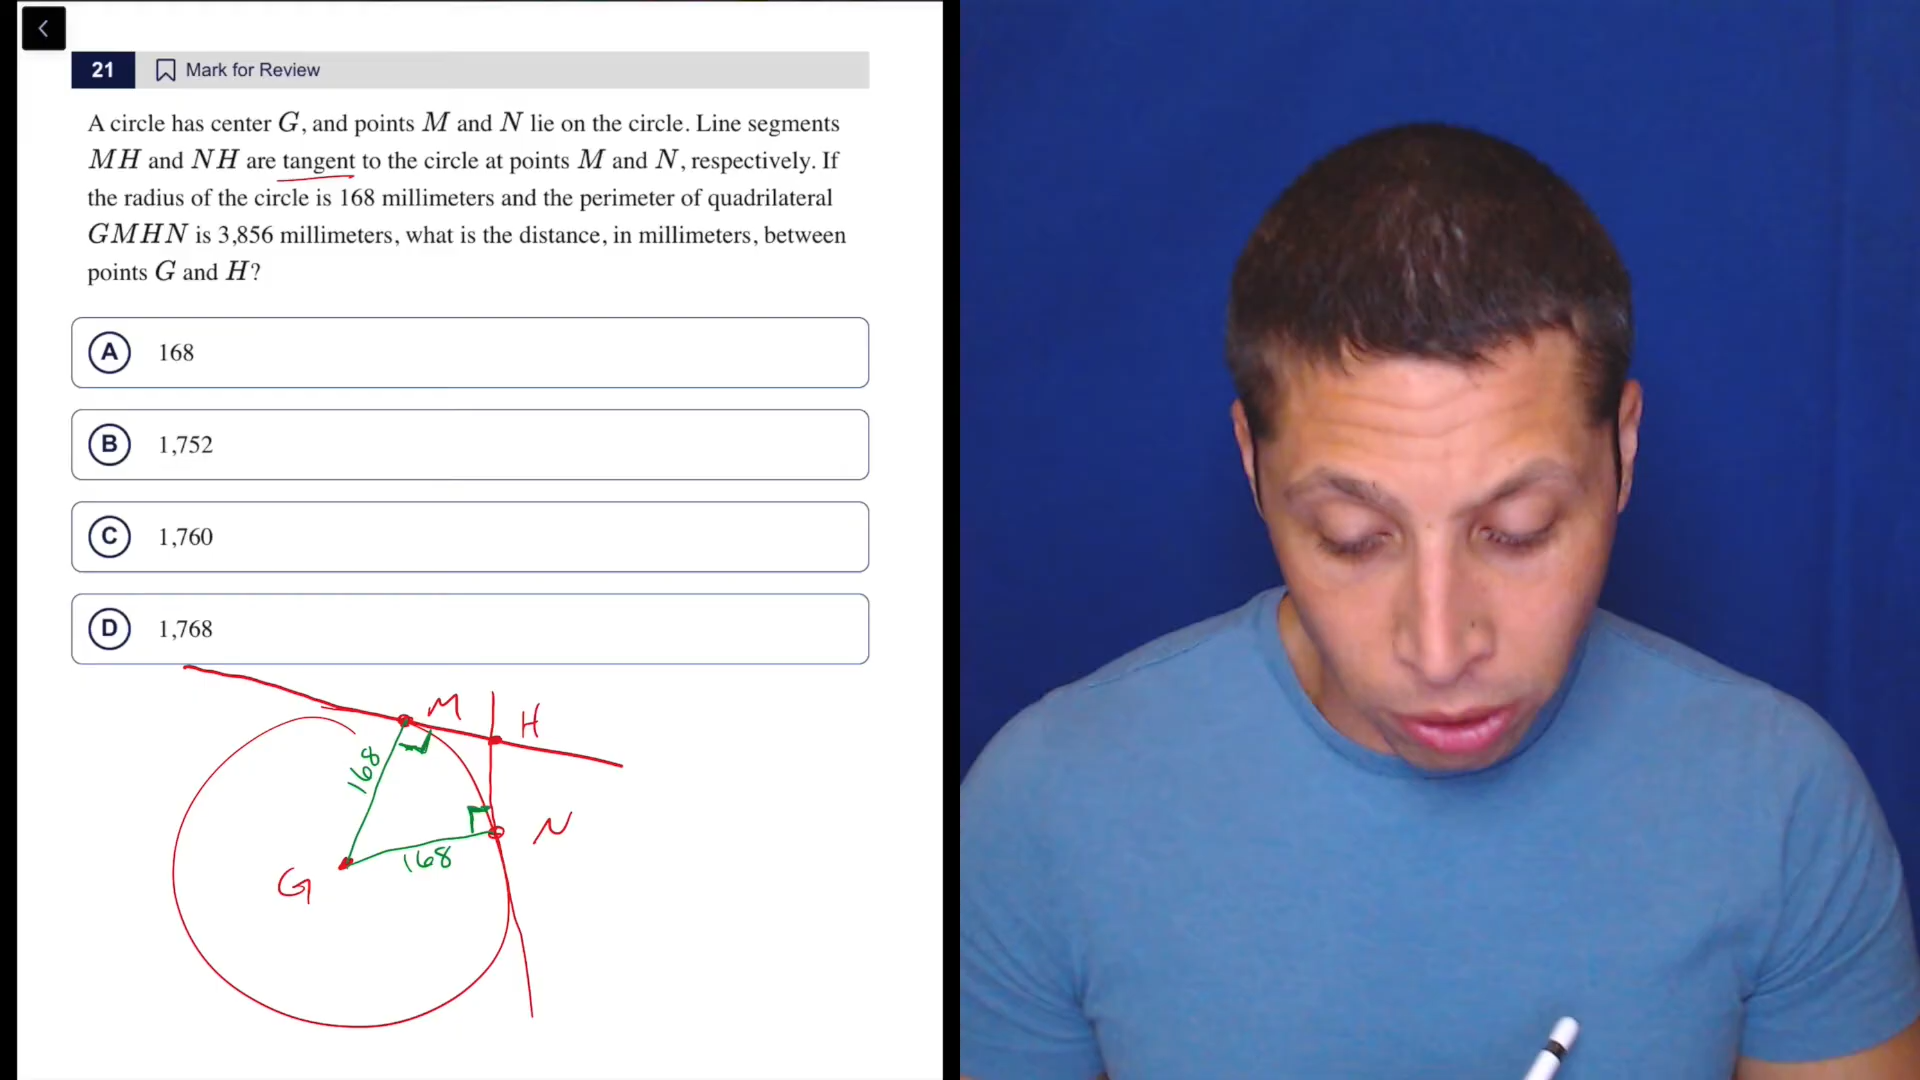 21 Mark for Review
A circle has center G, and points M and N lie on the circle. Line segments
MH and NH are tangent to the circle at points M and N, respectively. If
the radius of the circle is 168 millimeters and the perimeter of quadrilateral
GMHN is 3,856 millimeters, what is the distance, in millimeters, between
points G and H?
A 168
B 1,752
C 1,760
D 1,768
M
H
168
N
168
G